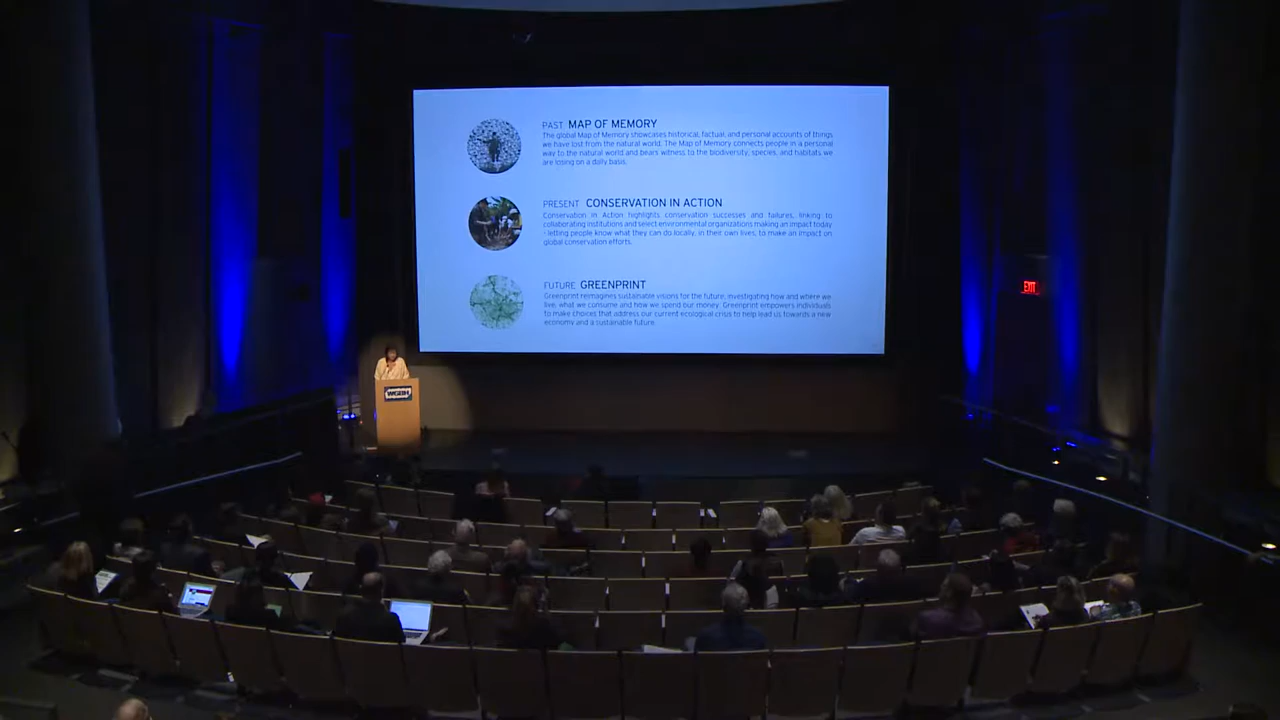 PAST MAP OF MEMORY
The global Map of Memory showcases historical, factual, and personal accounts of things
we have lost from the natural world. The Map of Memory connects people in a personal
way to the natural world and bears witness to the biodiversity, species, and habitats we
are losing on a daily basis.
PRESENT CONSERVATION IN ACTION
Conservation in Action highlights conservation successes and failures, linking to
collaborating institutions and select environmental organizations making an impact today
- letting people know what they can do locally, in their own lives, to make an impact on
global conservation efforts.
FUTURE GREENPRINT
Greenprint reimagines sustainable visions for the future, investigating how and where we
live, what we consume and how we spend our money. Greenprint empowers individuals
to make choices that address our current ecological crisis to help lead us towards a new
economy and a sustainable future.
EXIT
WGBH